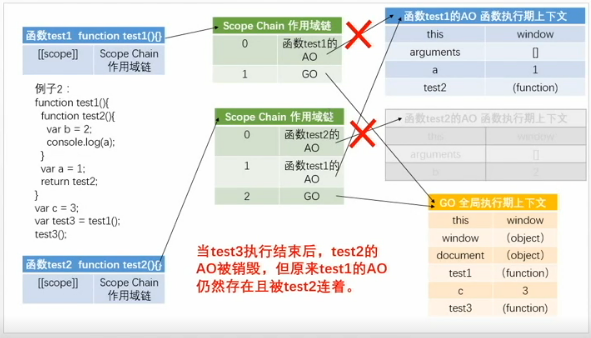 函数test1 function test1(){}
[[scope]] Scope Chain
作用域链
例子2：
function test1(){
function test2(){
var b = 2;
console.log(a);
}
var a = 1;
return test2;
}
var c = 3;
var test3 = test1();
test3();
函数test2 function test2(){}
[[scope]] Scope Chain
作用域链
Scope Chain 作用域链
0 函数test1的
AO
1 GO
Scope Chain 作用域链
0 函数test2的
AO
1 函数test1的
AO
2 GO
当test3执行结束后，test2的
AO被销毁，但原来test1的AO
仍然存在且被test2连着。
函数test1的AO 函数执行期上下文
this window
arguments []
a 1
test2 (function)
函数test2的AO 函数执行期上下文
this window
arguments []
b 2
GO 全局执行期上下文
this window
window (object)
document (object)
test1 (function)
c 3
test3 (function)